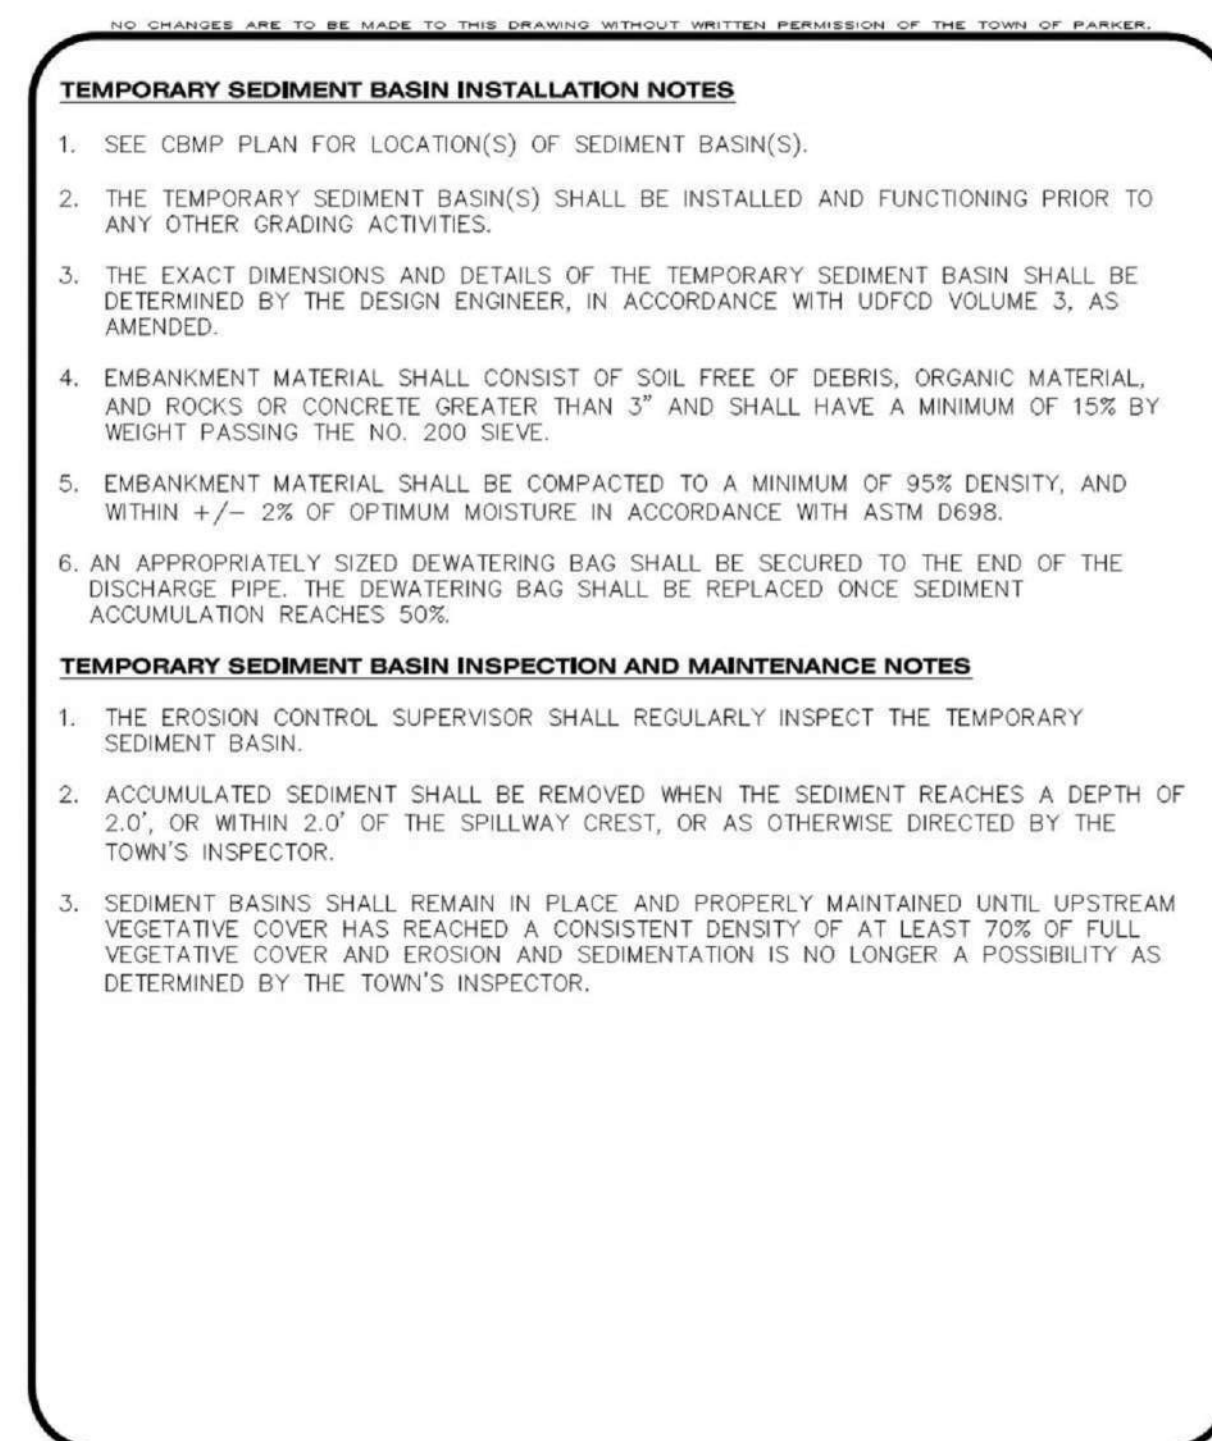 NO CHANGES ARE TO BE MADE TO THIS DRAWING WITHOUT WRITTEN PERMISSION OF THE TOWN OF PARKER.
TEMPORARY SEDIMENT BASIN INSTALLATION NOTES
1. SEE CBMP PLAN FOR LOCATION(S) OF SEDIMENT BASIN(S).
2. THE TEMPORARY SEDIMENT BASIN(S) SHALL BE INSTALLED AND FUNCTIONING PRIOR TO
ANY OTHER GRADING ACTIVITIES.
3. THE EXACT DIMENSIONS AND DETAILS OF THE TEMPORARY SEDIMENT BASIN SHALL BE
DETERMINED BY THE DESIGN ENGINEER, IN ACCORDANCE WITH UDFCD VOLUME 3, AS
AMENDED.
4. EMBANKMENT MATERIAL SHALL CONSIST OF SOIL FREE OF DEBRIS, ORGANIC MATERIAL,
AND ROCKS OR CONCRETE GREATER THAN 3" AND SHALL HAVE A MINIMUM OF 15% BY
WEIGHT PASSING THE NO. 200 SIEVE.
5. EMBANKMENT MATERIAL SHALL BE COMPACTED TO A MINIMUM OF 95% DENSITY, AND
WITHIN +/- 2% OF OPTIMUM MOISTURE IN ACCORDANCE WITH ASTM D698.
6. AN APPROPRIATELY SIZED DEWATERING BAG SHALL BE SECURED TO THE END OF THE
DISCHARGE PIPE. THE DEWATERING BAG SHALL BE REPLACED ONCE SEDIMENT
ACCUMULATION REACHES 50%.
TEMPORARY SEDIMENT BASIN INSPECTION AND MAINTENANCE NOTES
1. THE EROSION CONTROL SUPERVISOR SHALL REGULARLY INSPECT THE TEMPORARY
SEDIMENT BASIN.
2. ACCUMULATED SEDIMENT SHALL BE REMOVED WHEN THE SEDIMENT REACHES A DEPTH OF
2.0', OR WITHIN 2.0' OF THE SPILLWAY CREST, OR AS OTHERWISE DIRECTED BY THE
TOWN'S INSPECTOR.
3. SEDIMENT BASINS SHALL REMAIN IN PLACE AND PROPERLY MAINTAINED UNTIL UPSTREAM
VEGETATIVE COVER HAS REACHED A CONSISTENT DENSITY OF AT LEAST 70% OF FULL
VEGETATIVE COVER AND EROSION AND SEDIMENTATION IS NO LONGER A POSSIBILITY AS
DETERMINED BY THE TOWN'S INSPECTOR.